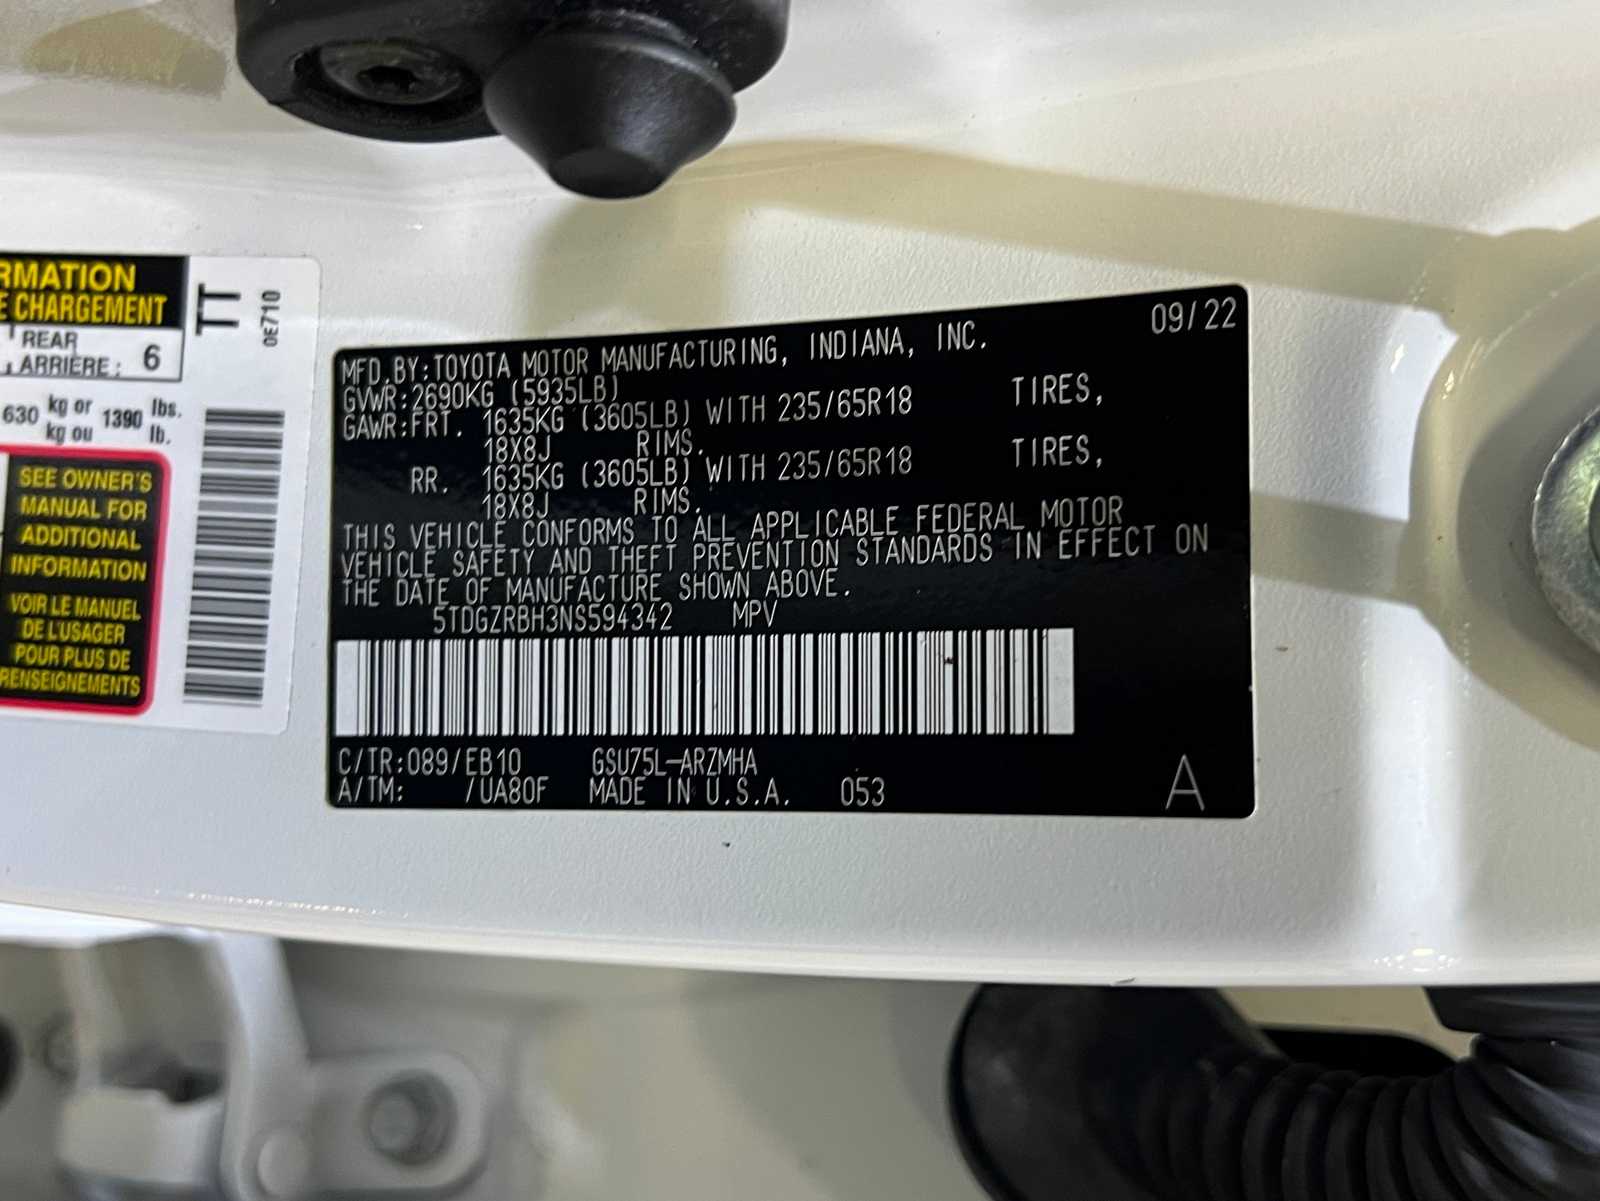 RMATION
E CHARGEMENT
REAR
ARRIÈRE : 6
630 kg or
kg ou 1390 lbs.
lb.
SEE OWNER'S
MANUAL FOR
ADDITIONAL
INFORMATION
VOIR LE MANUEL
DE L'USAGER
POUR PLUS DE
RENSEIGNEMENTS
TT
0E710
09/22
MFD.BY:TOYOTA MOTOR MANUFACTURING, INDIANA, INC.
GVWR:2690KG (5935LB)
GAWR:FRT. 1635KG (3605LB) WITH 235/65R18 TIRES,
18X8J RIMS.
RR. 1635KG (3605LB) WITH 235/65R18 TIRES,
18X8J RIMS.
THIS VEHICLE CONFORMS TO ALL APPLICABLE FEDERAL MOTOR
VEHICLE SAFETY AND THEFT PREVENTION STANDARDS IN EFFECT ON
THE DATE OF MANUFACTURE SHOWN ABOVE.
5TDGZRBH3NS594342 MPV
C/TR:089/EB10 GSU75L-ARZMHA
A/TM: /UA80F MADE IN U.S.A. 053
A